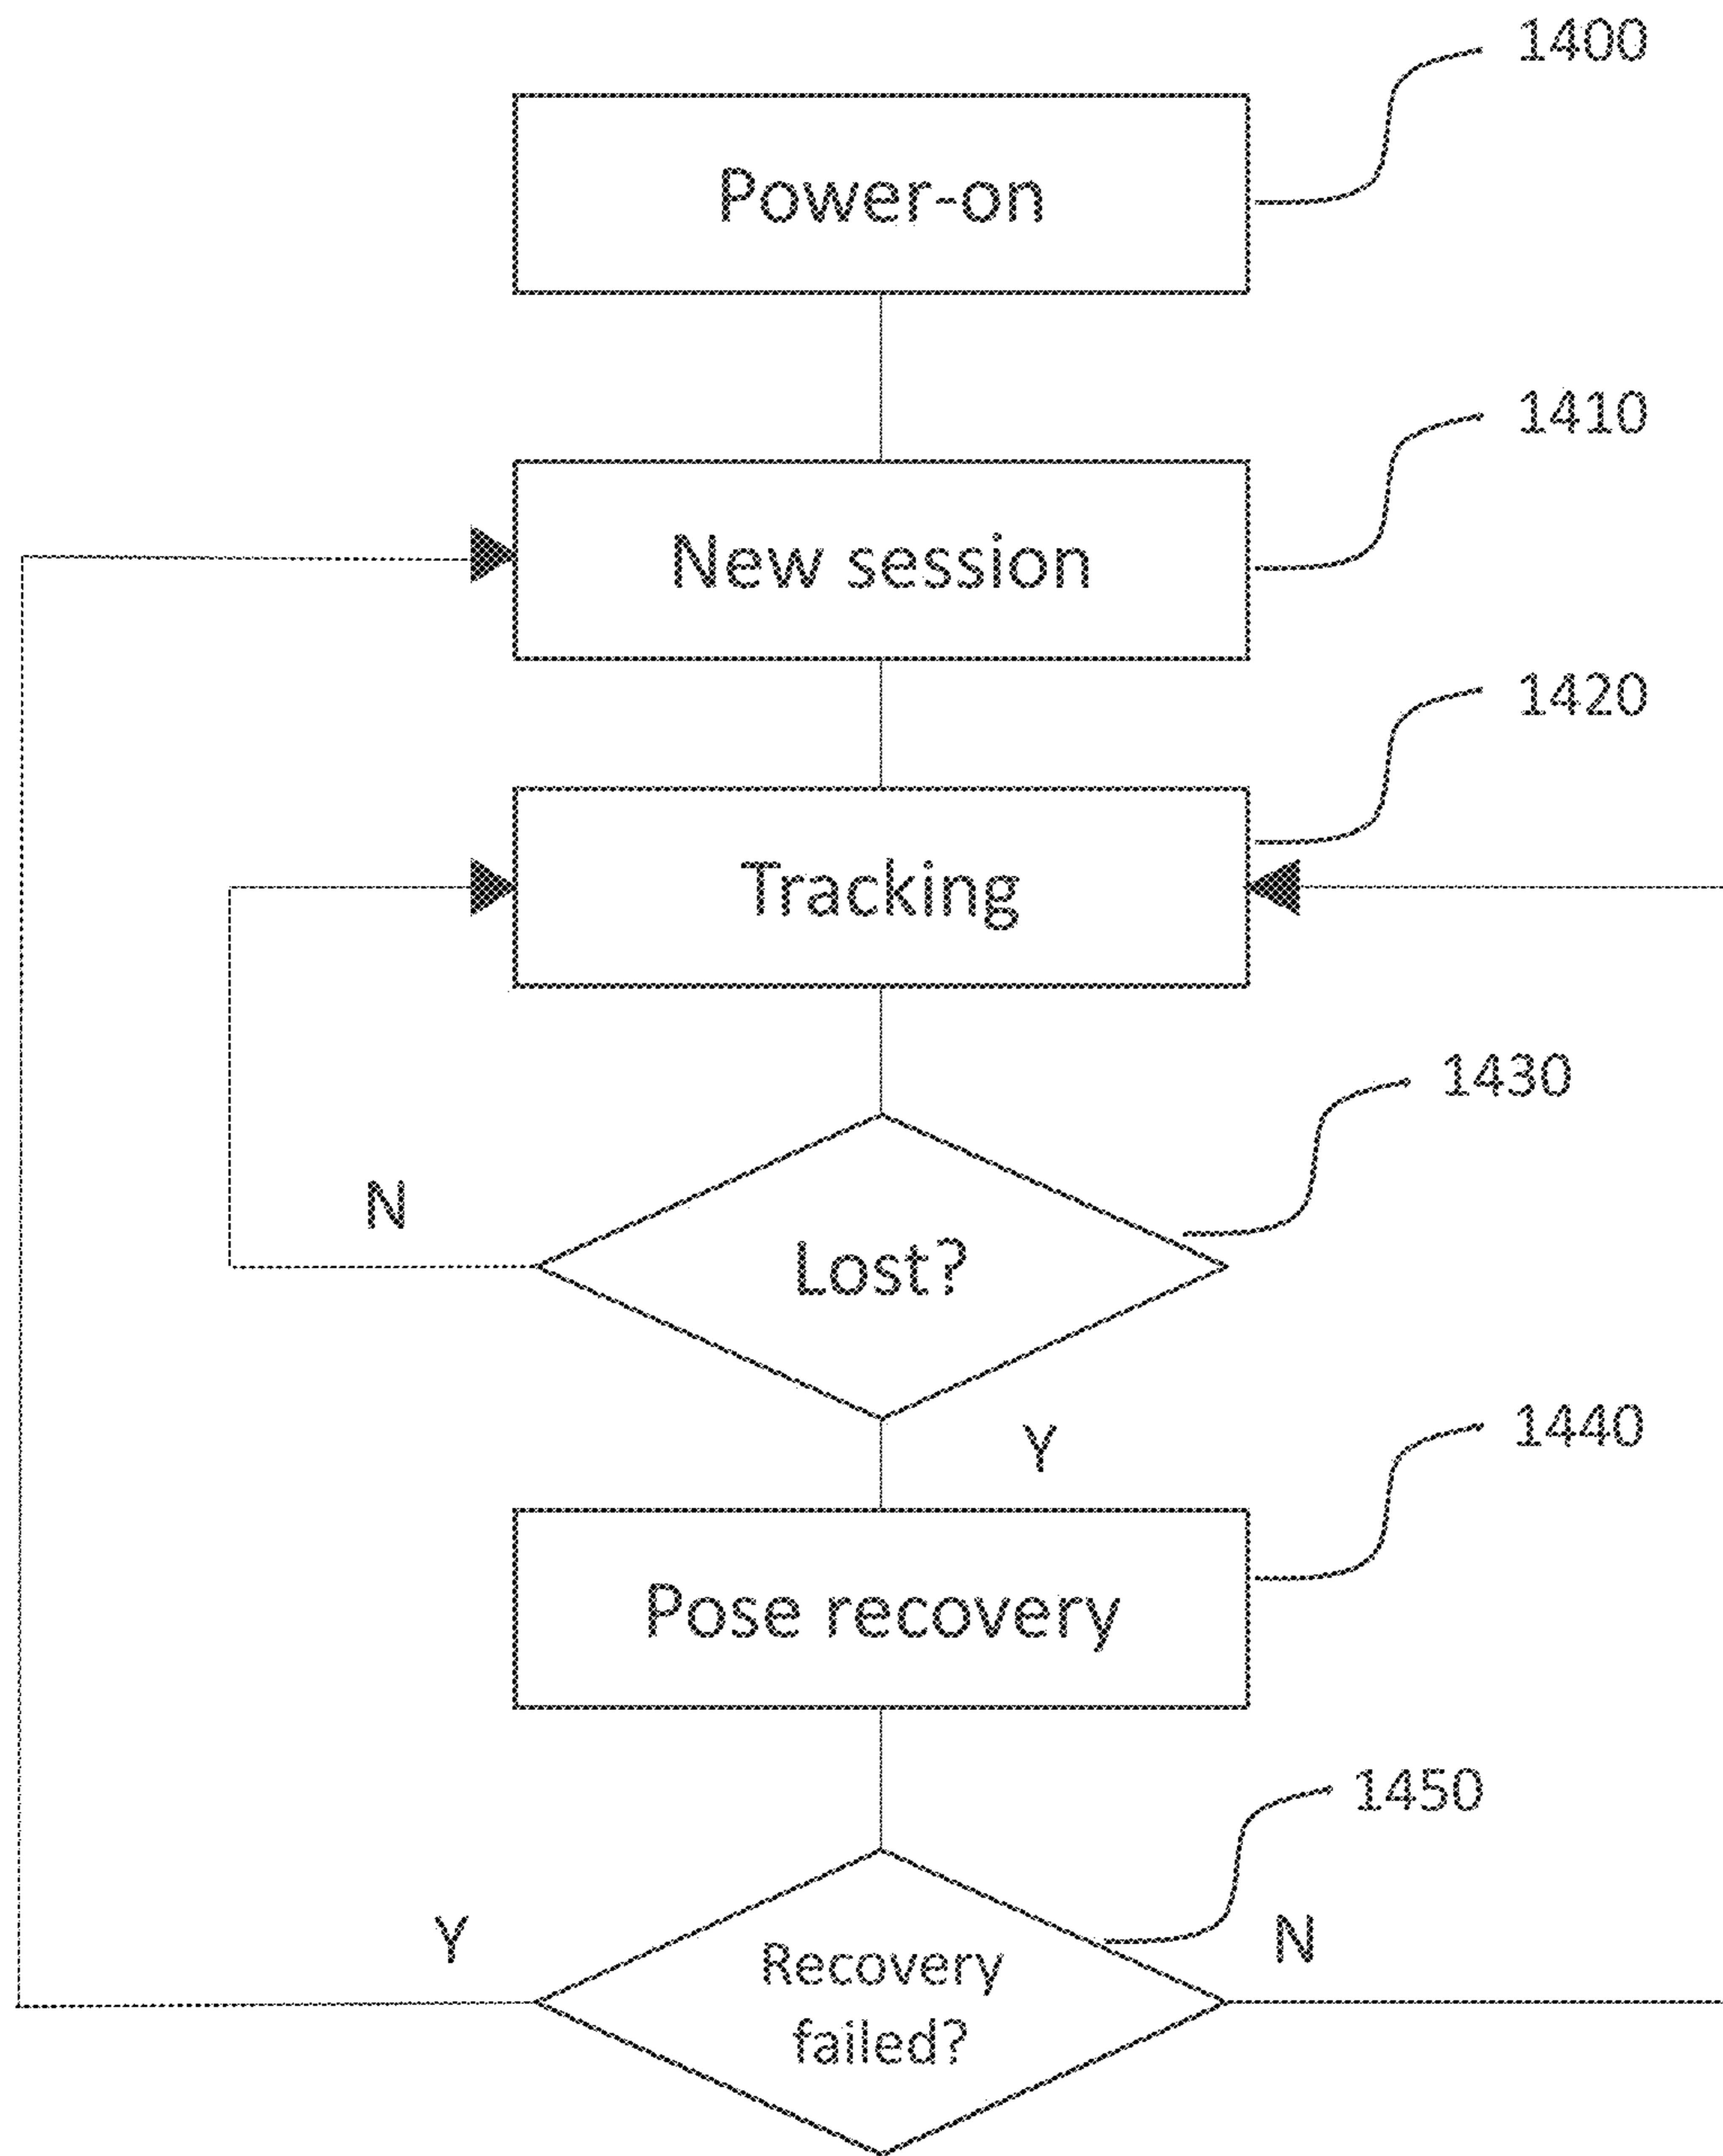 1400
Power-on
1410
New session
1420
Tracking
1430
N
Lost?
Y
1440
Pose recovery
1450
Y
N
Recovery
failed?